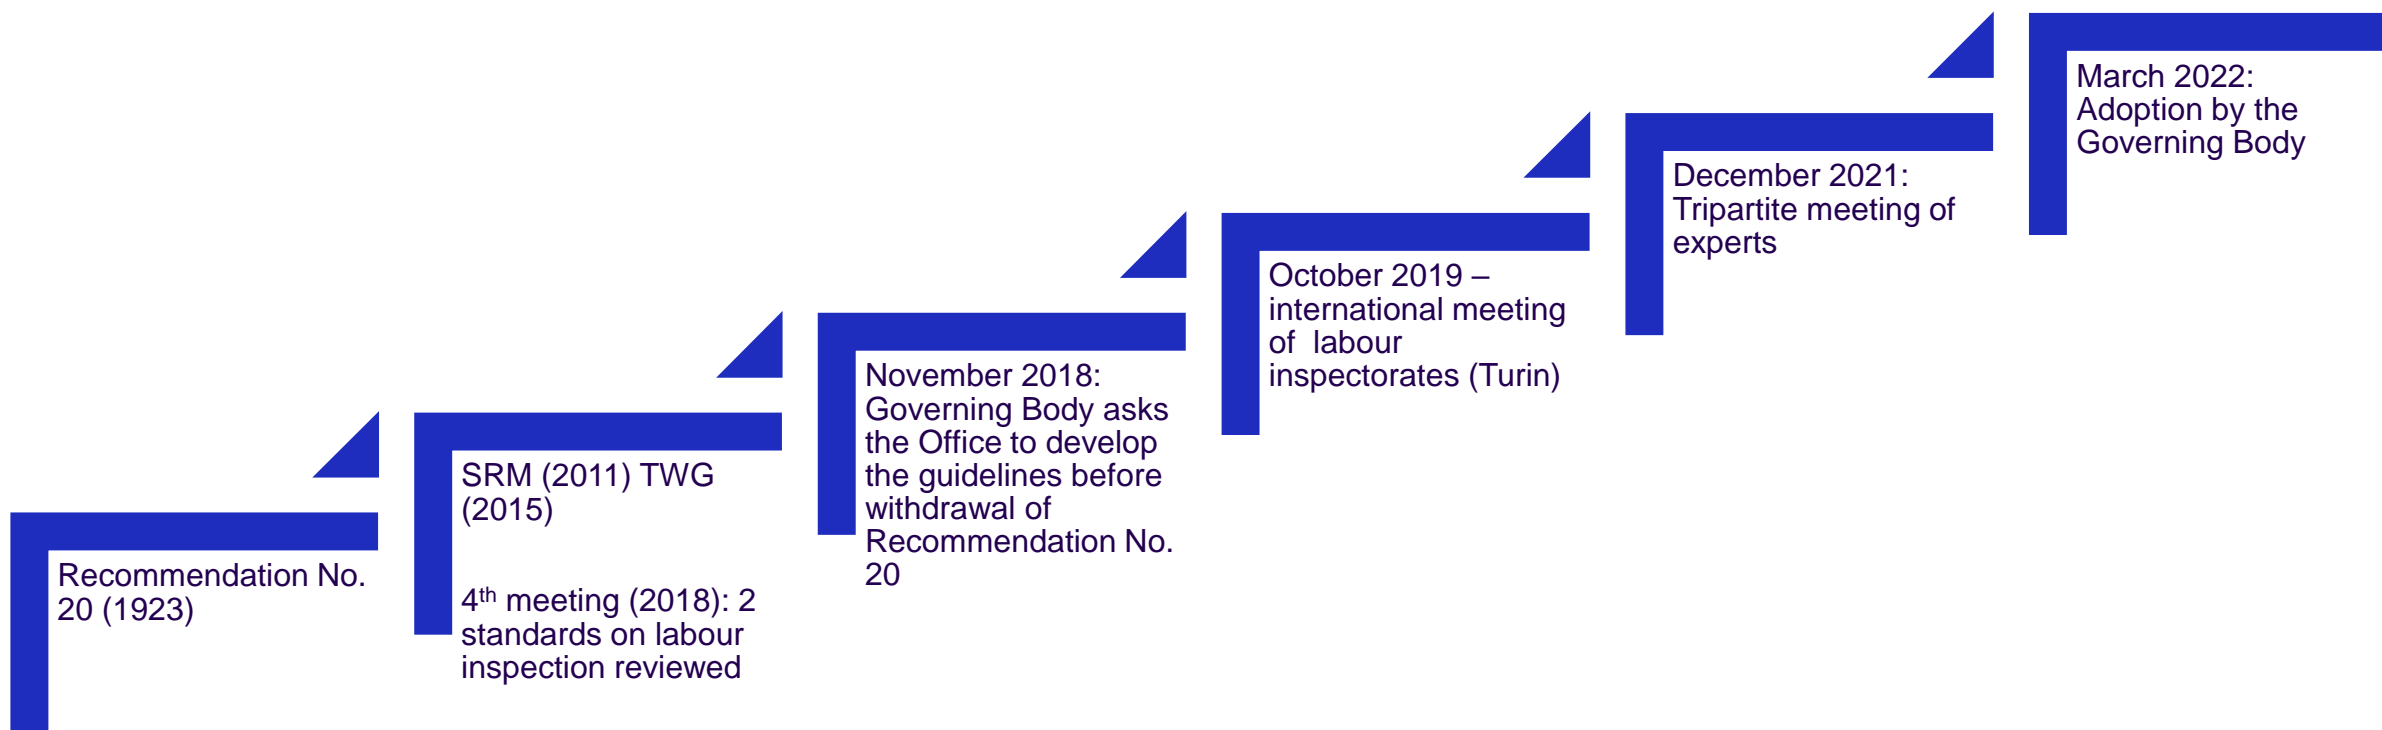 Recommendation No.
20 (1923)
SRM (2011) TWG
(2015)
4th meeting (2018): 2
standards on labour
inspection reviewed
November 2018:
Governing Body asks
the Office to develop
the guidelines before
withdrawal of
Recommendation No.
20
October 2019 –
international meeting
of  labour
inspectorates (Turin)
December 2021:
Tripartite meeting of
experts
March 2022:
Adoption by the
Governing Body